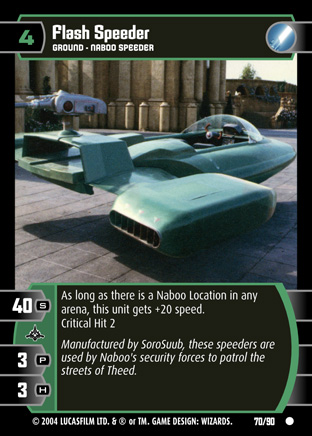 4
Flash Speeder
GROUND • NABOO SPEEDER
40 S
3 P
3 H
As long as there is a Naboo Location in any
arena, this unit gets +20 speed.
Critical Hit 2
Manufactured by SoroSuub, these speeders are
used by Naboo's security forces to patrol the
streets of Theed.
© 2004 LUCASFILM LTD. & ® or TM. GAME DESIGN: WIZARDS. 70/90